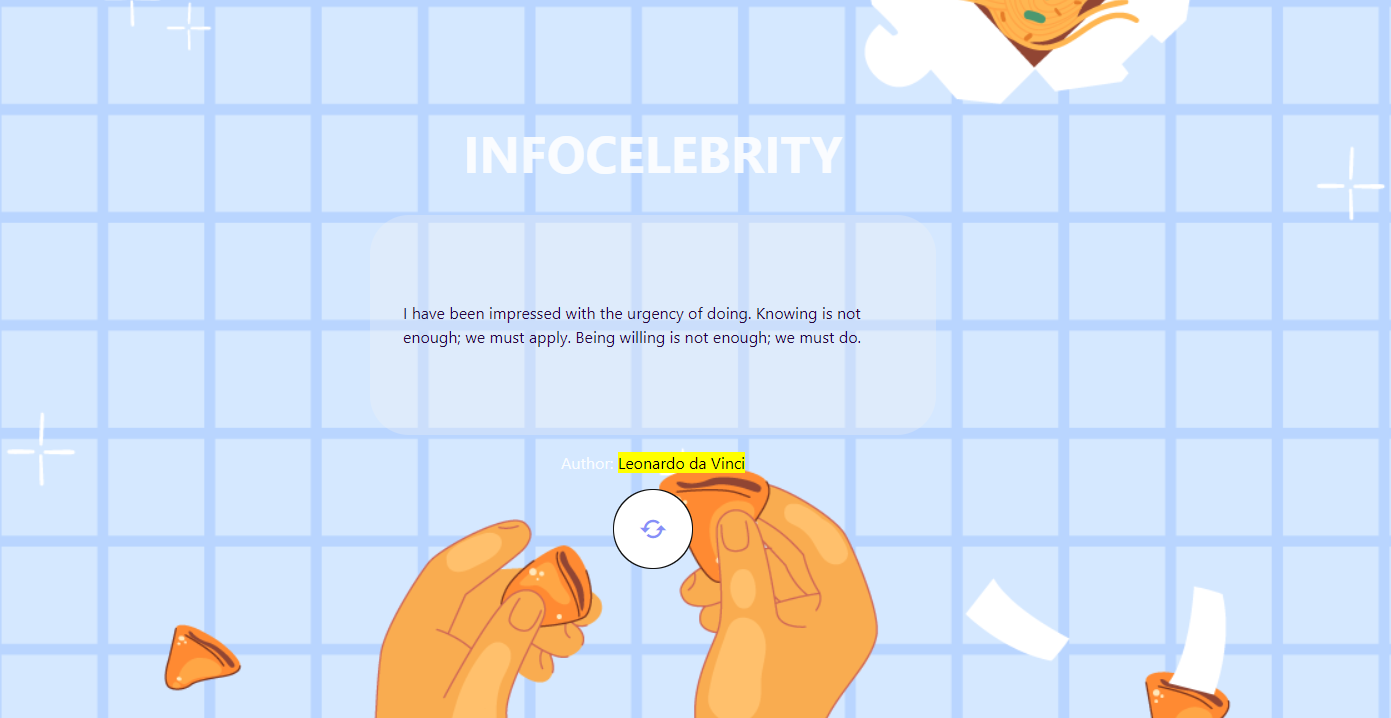 INFOCELEBRITY
I have been impressed with the urgency of doing. Knowing is not
enough; we must apply. Being willing is not enough; we must do.
Author: Leonardo da Vinci